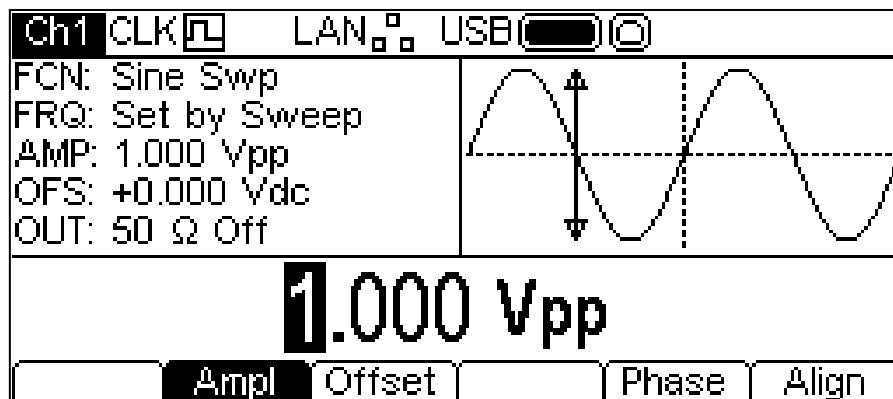 Ch1 CLK LAN USB
FCN: Sine Swp
FRQ: Set by Sweep
AMP: 1.000 Vpp
OFS: +0.000 Vdc
OUT: 50 Ω Off
1.000 Vpp
Ampl Offset Phase Align